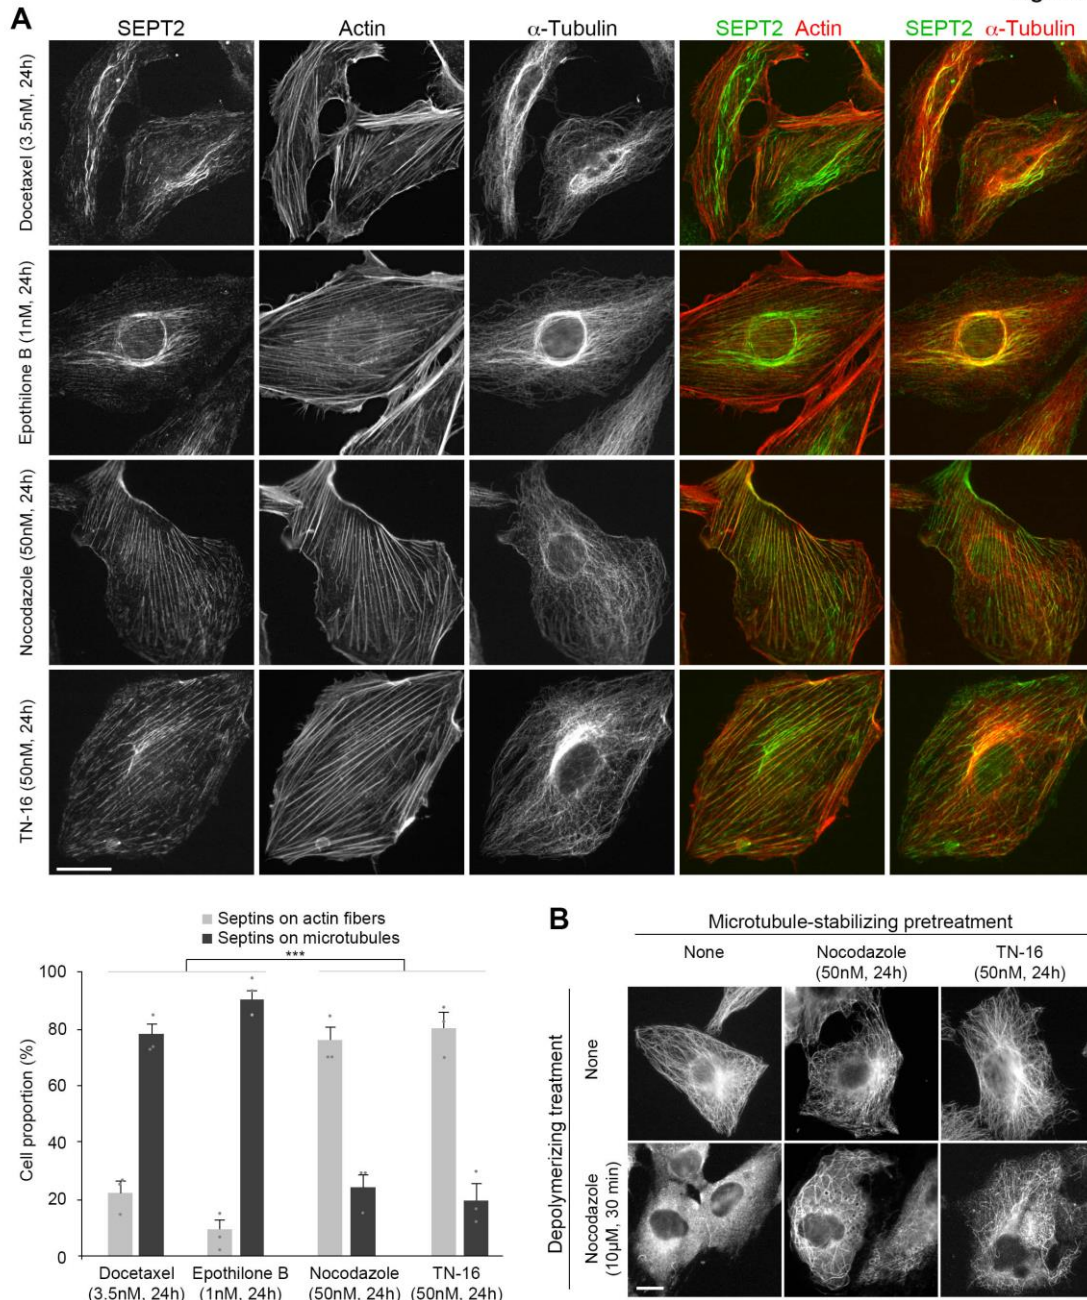 A
SEPT2 Actin α-Tubulin SEPT2 Actin SEPT2 α-Tubulin
Docetaxel (3.5nM, 24h)
Epothilone B (1nM, 24h)
Nocodazole (50nM, 24h)
TN-16 (50nM, 24h)
Septins on actin fibers
Septins on microtubules
***
Cell proportion (%)
100
80
60
40
20
0
Docetaxel Epothilone B Nocodazole TN-16
(3.5nM, 24h) (1nM, 24h) (50nM, 24h) (50nM, 24h)
B
Microtubule-stabilizing pretreatment
None Nocodazole TN-16
(50nM, 24h) (50nM, 24h)
Depolymerizing treatment
None
Nocodazole
(10µM, 30 min)